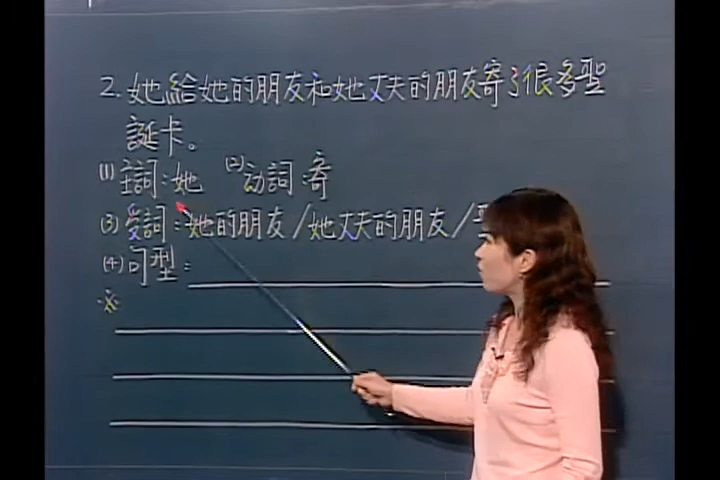 2. 她給她的朋友和她丈夫的朋友寄了很多聖
誕卡。
(1) 主詞:她 (2) 动詞:寄
(3) 受詞:她的朋友/她丈夫的朋友/
(4) 句型:
※